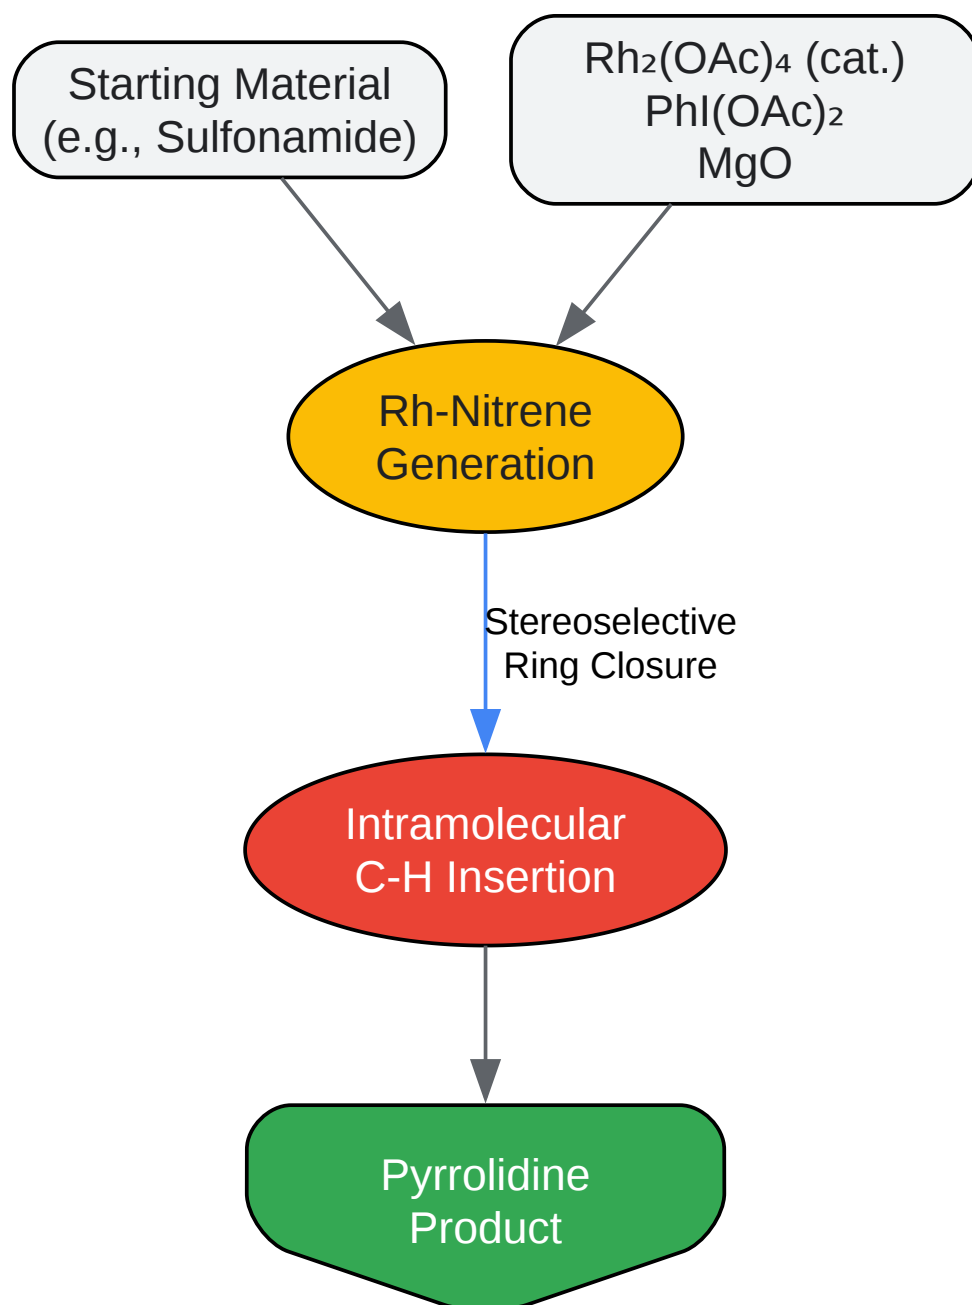 Starting Material
(e.g., Sulfonamide)
Rh₂(OAc)₄ (cat.)
PhI(OAc)₂
MgO
Rh-Nitrene
Generation
Stereoselective
Ring Closure
Intramolecular
C-H Insertion
Pyrrolidine
Product